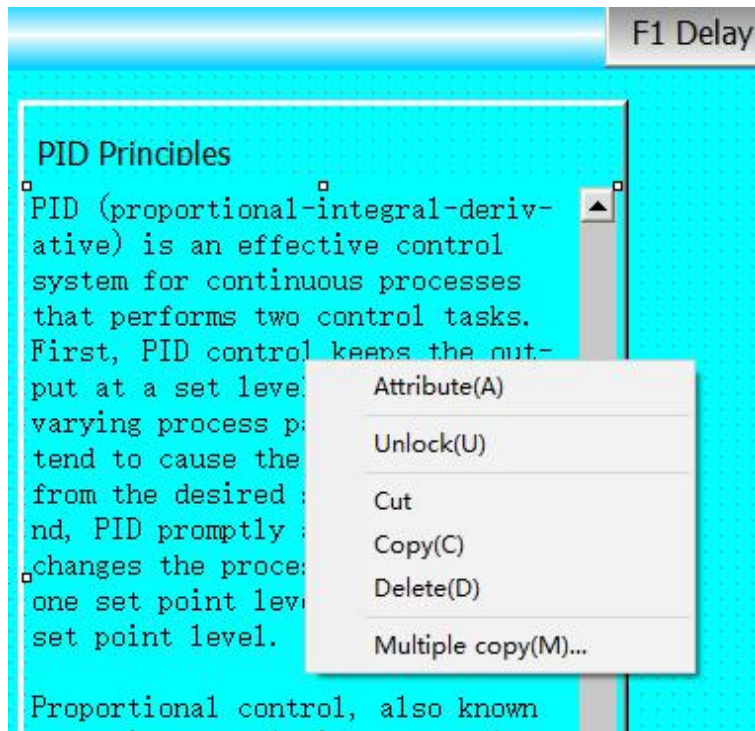 F1 Delay
PID Principles
PID (proportional-integral-deriv-
ative) is an effective control
system for continuous processes
that performs two control tasks.
First, PID control keeps the out-
put at a set leve
varying process p
tend to cause the
from the desired
nd, PID promptly
changes the proce
one set point lev
set point level.
Proportional control, also known
Attribute(A)
Unlock(U)
Cut
Copy(C)
Delete(D)
Multiple copy(M)...